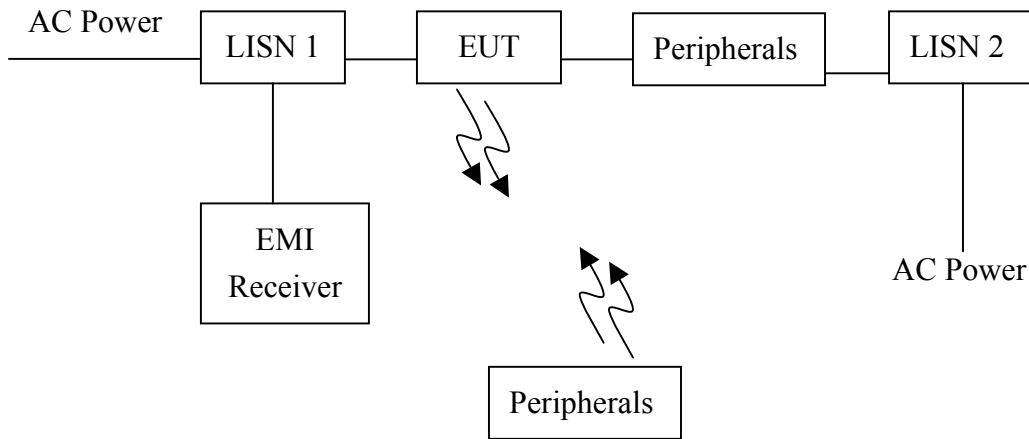 AC Power
LISN 1
EUT
Peripherals
LISN 2
EMI
Receiver
AC Power
Peripherals